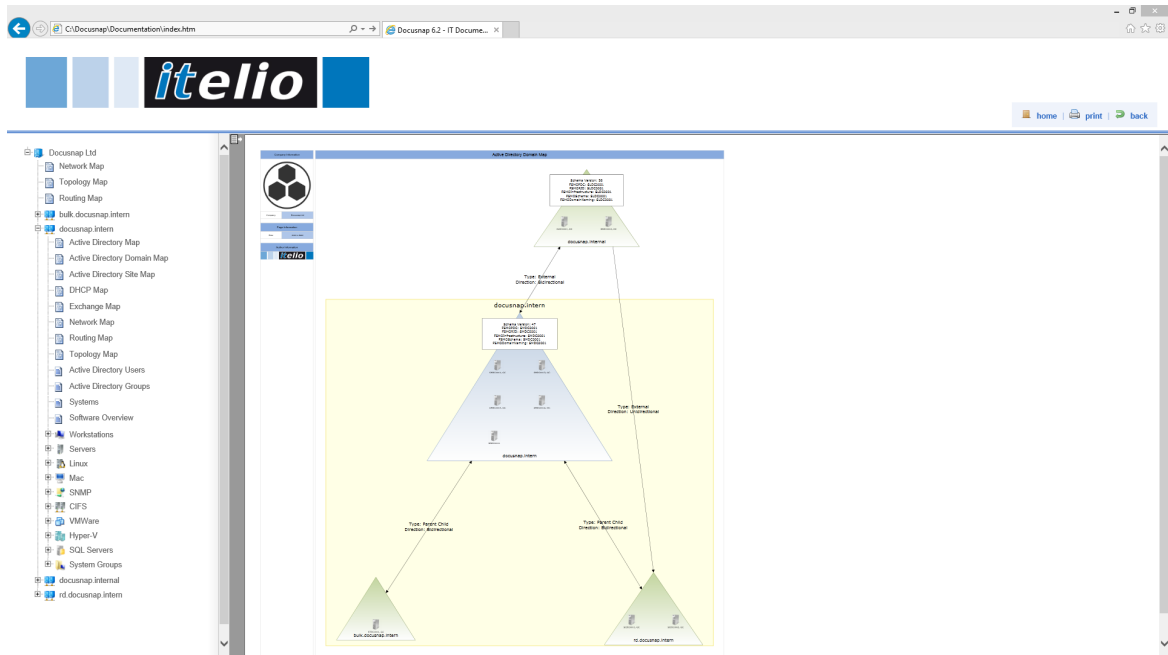 C:\Docusnap\Documentation\index.htm
Docusnap 6.2 - IT Docume...
itelio
home | print | back
Docusnap Ltd
Network Map
Topology Map
Routing Map
bulk.docusnap.intern
docusnap.intern
Active Directory Map
Active Directory Domain Map
Active Directory Site Map
DHCP Map
Exchange Map
Network Map
Routing Map
Topology Map
Active Directory Users
Active Directory Groups
Systems
Software Overview
Workstations
Servers
Linux
Mac
SNMP
CIFS
VMWare
Hyper-V
SQL Servers
System Groups
docusnap.internal
rd.docusnap.intern
Active Directory Domain Map
itelio
docusnap.internal
Type: External
Direction: Bidirectional
docusnap.intern
docusnap.intern
Type: External
Direction: Unidirectional
Type: Parent Child
Direction: Bidirectional
Type: Parent Child
Direction: Bidirectional
bulk.docusnap.intern
rd.docusnap.intern